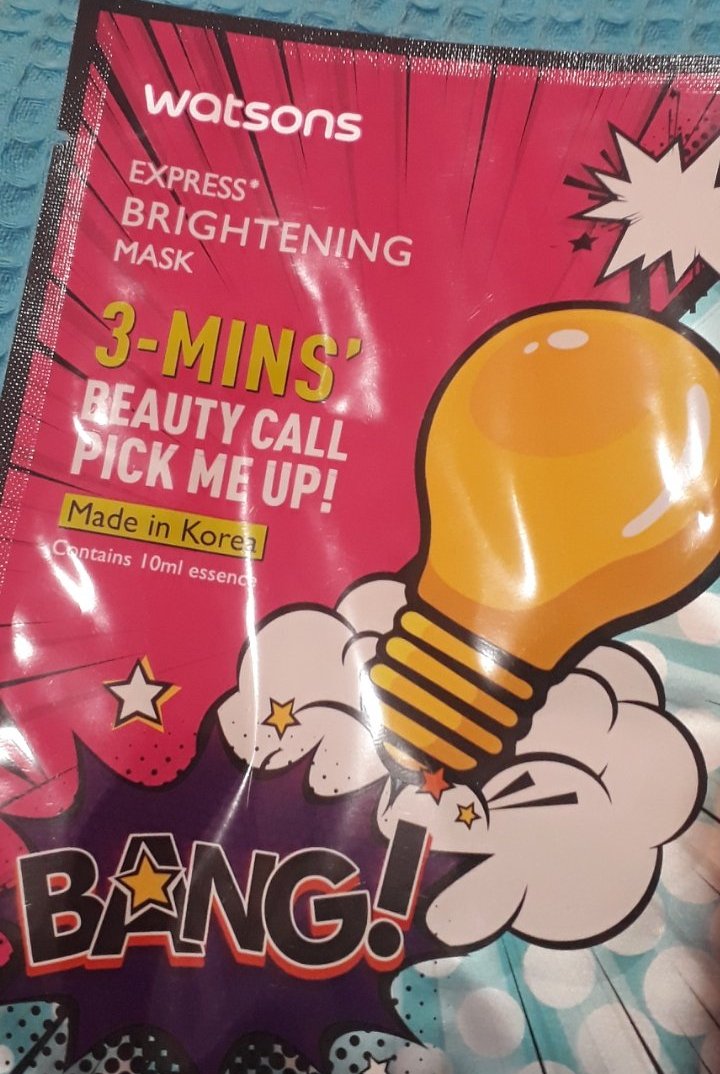 watsons
EXPRESS*
BRIGHTENING
MASK
3-MINS'
BEAUTY CALL
PICK ME UP!
Made in Korea
Contains 10ml essence
BANG!